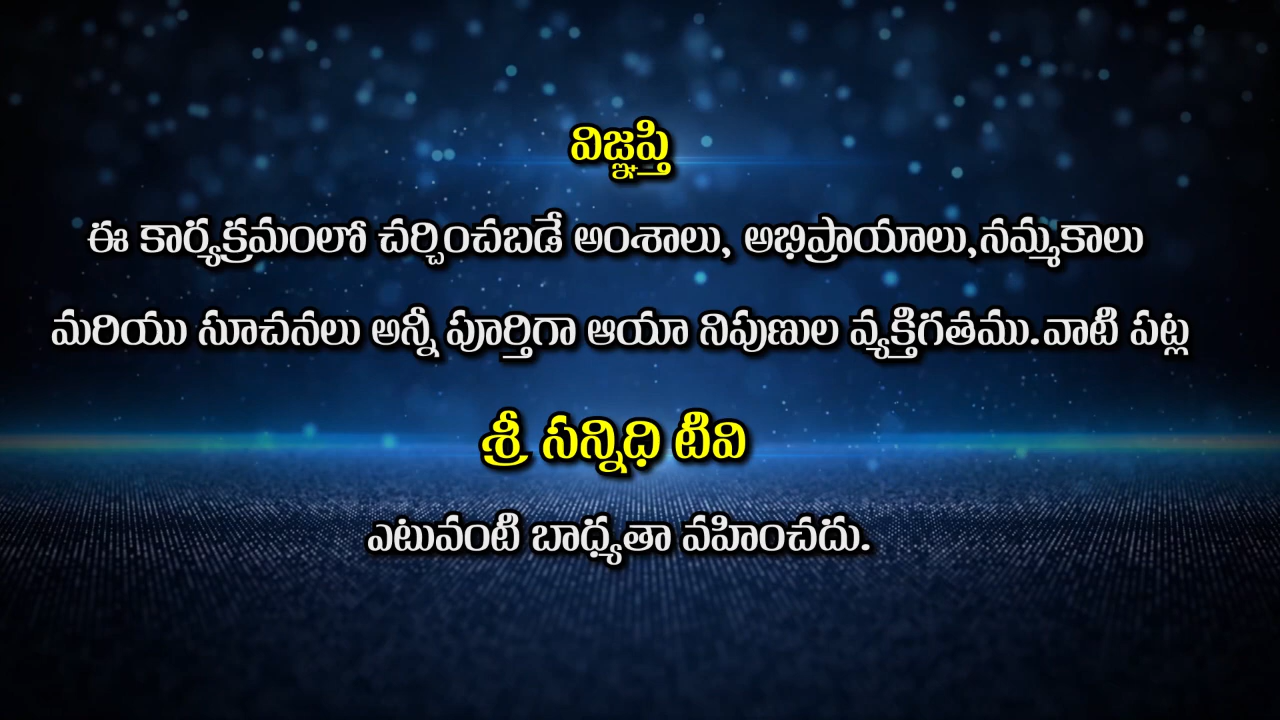 విజ్ఞప్తి
ఈ కార్యక్రమంలో చర్చించబడే అంశాలు, అభిప్రాయాలు,నమ్మకాలు
మరియు సూచనలు అన్నీ పూర్తిగా ఆయా నిపుణుల వ్యక్తిగతము.వాటి పట్ల
శ్రీ సన్నిధి టివి
ఎటువంటి బాధ్యతా వహించదు.